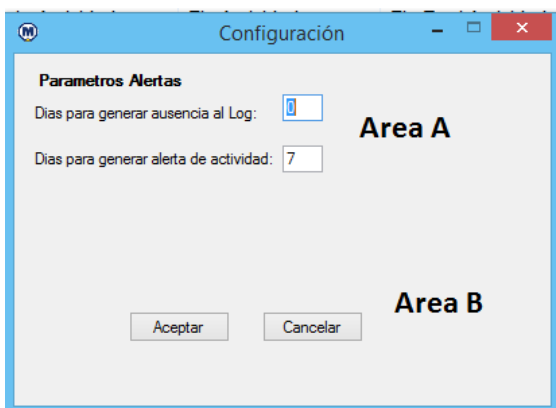 Configuración
Parametros Alertas
Dias para generar ausencia al Log: 0
Area A
Dias para generar alerta de actividad: 7
Area B
Aceptar Cancelar